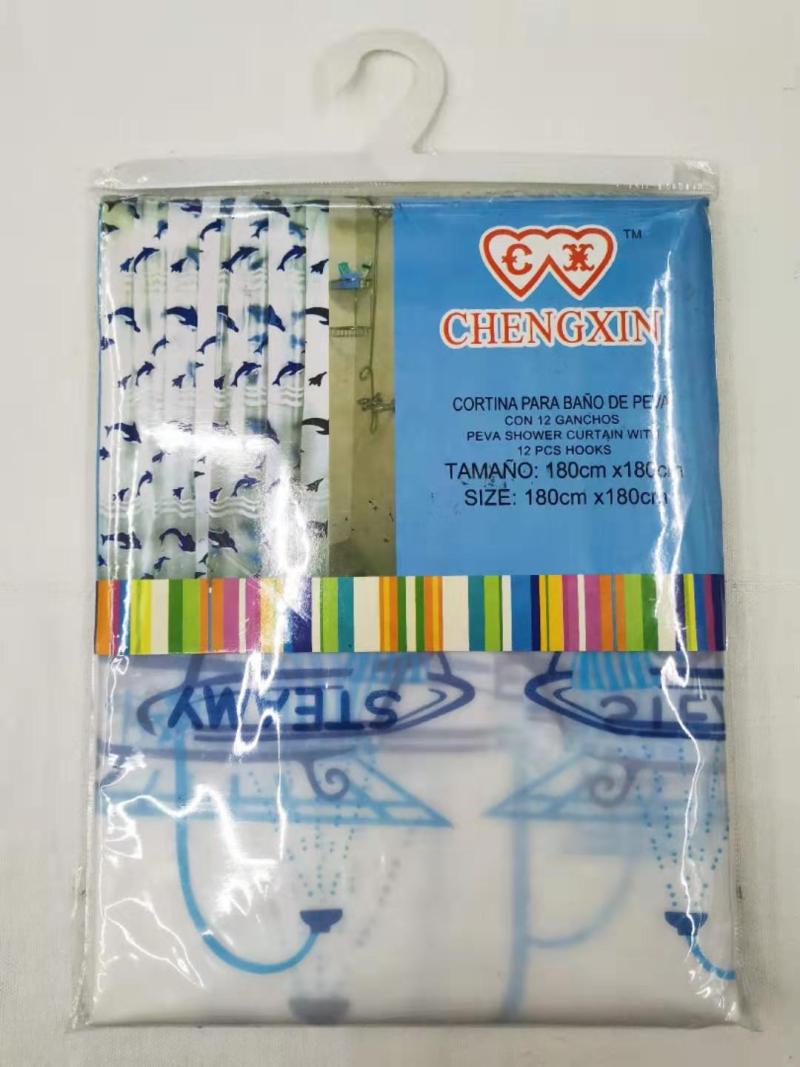 CX
TM
CHENGXIN
CORTINA PARA BAÑO DE PEVA
CON 12 GANCHOS
PEVA SHOWER CURTAIN WITH
12 PCS HOOKS
TAMAÑO: 180cm x180cm
SIZE: 180cm x180cm
STEAMY